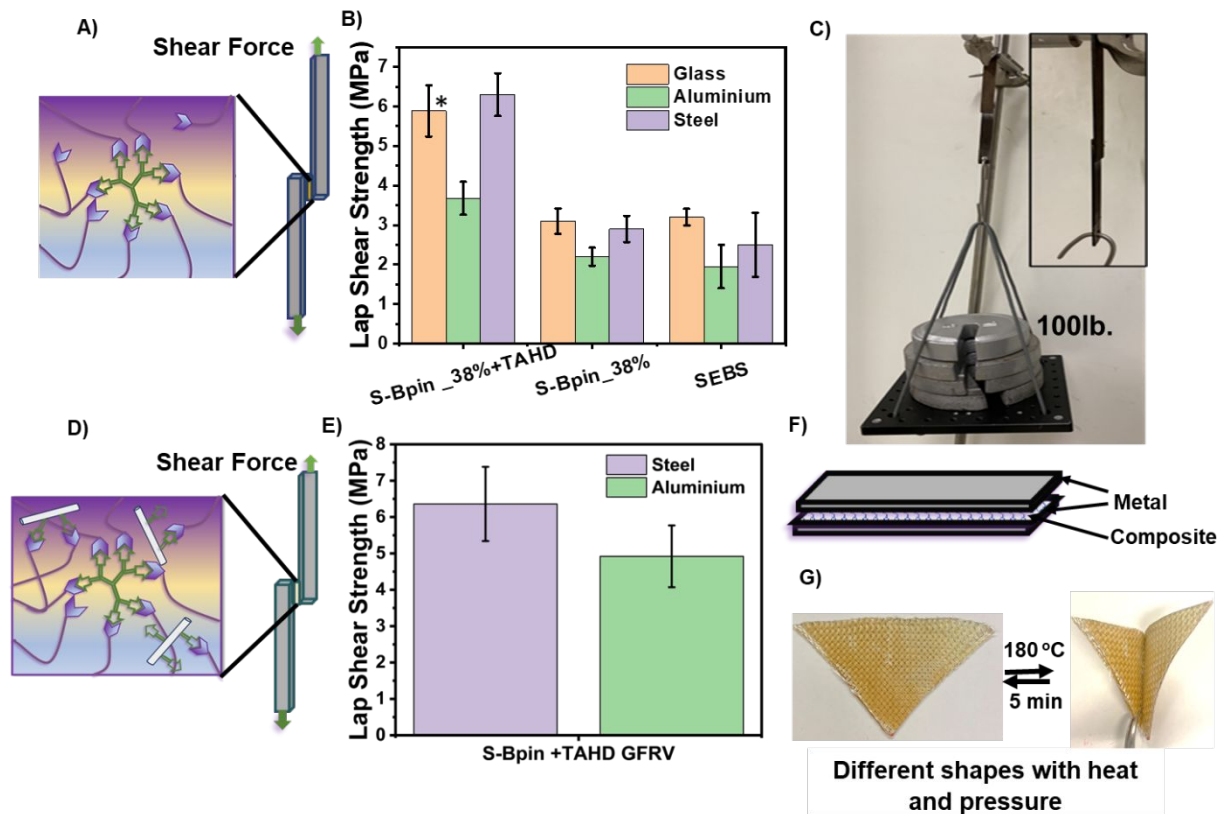 A)
Shear Force
B)
Lap Shear Strength (MPa)
7
6
5
4
3
2
1
0
*
Glass
Aluminium
Steel
S-Bpin _38%+TAHD
S-Bpin_38%
SEBS
C)
100lb.
D)
Shear Force
E)
Lap Shear Strength (MPa)
8
7
6
5
4
3
2
1
0
Steel
Aluminium
S-Bpin +TAHD GFRV
F)
Metal
Composite
G)
180 °C
5 min
Different shapes with heat
and pressure